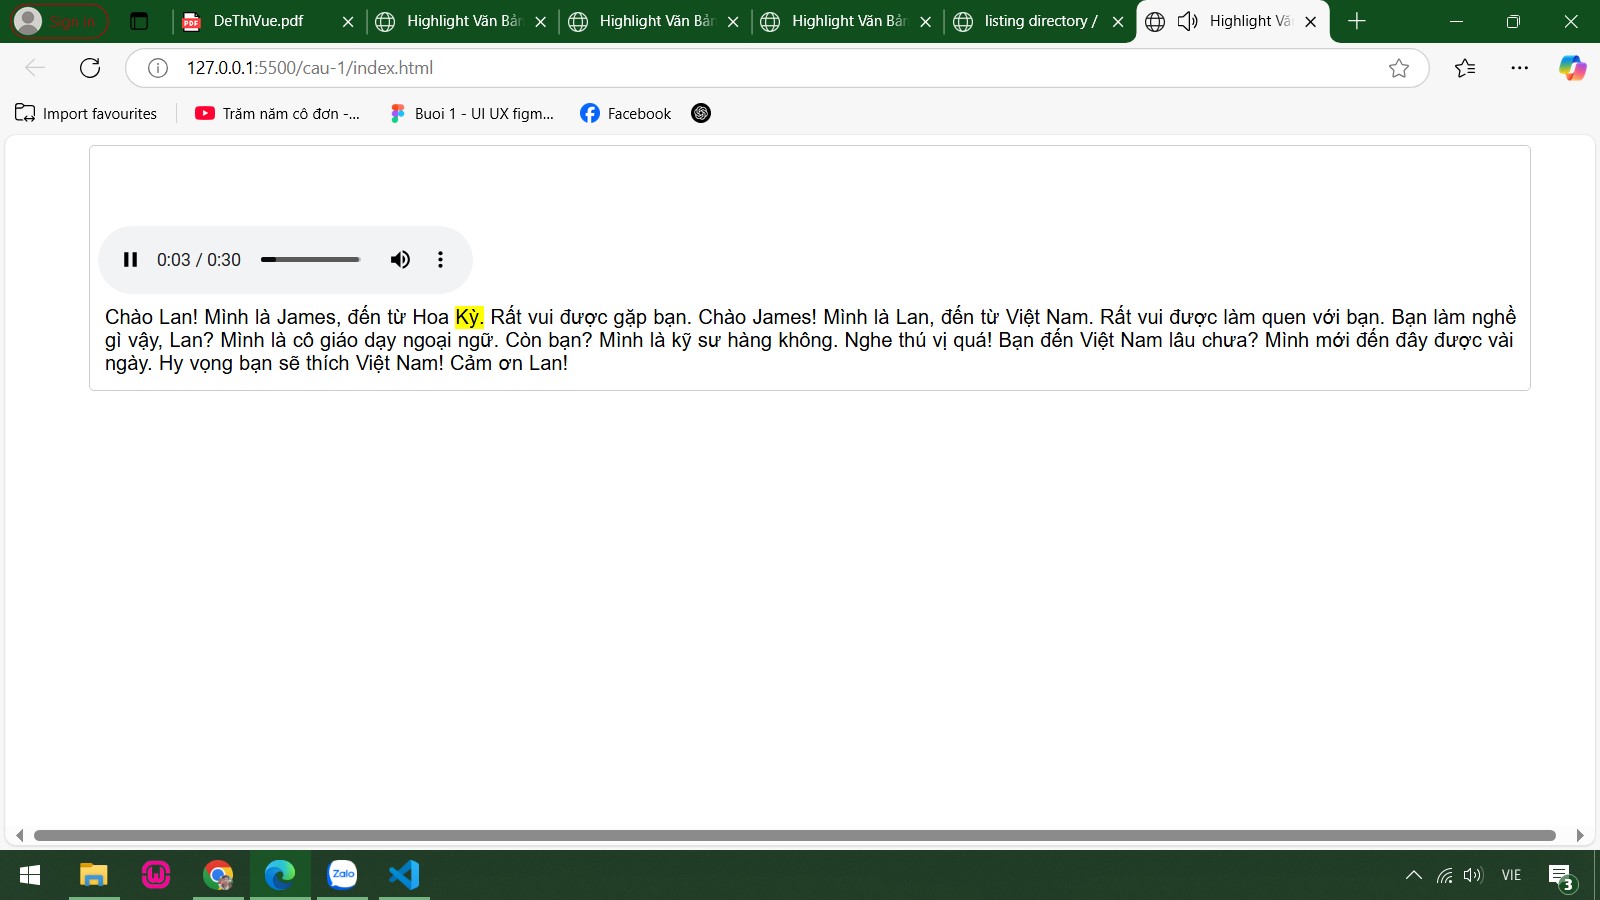 Sign in
DeThiVue.pdf
Highlight Văn Bản
Highlight Văn Bản
Highlight Văn Bản
listing directory /
Highlight Vă
127.0.0.1:5500/cau-1/index.html
Import favourites
Trăm năm cô đơn -...
Buoi 1 - UI UX figm...
Facebook
0:03 / 0:30
Chào Lan! Mình là James, đến từ Hoa Kỳ. Rất vui được gặp bạn. Chào James! Mình là Lan, đến từ Việt Nam. Rất vui được làm quen với bạn. Bạn làm nghề
gì vậy, Lan? Mình là cô giáo dạy ngoại ngữ. Còn bạn? Mình là kỹ sư hàng không. Nghe thú vị quá! Bạn đến Việt Nam lâu chưa? Mình mới đến đây được vài
ngày. Hy vọng bạn sẽ thích Việt Nam! Cảm ơn Lan!
Zalo
VIE
3